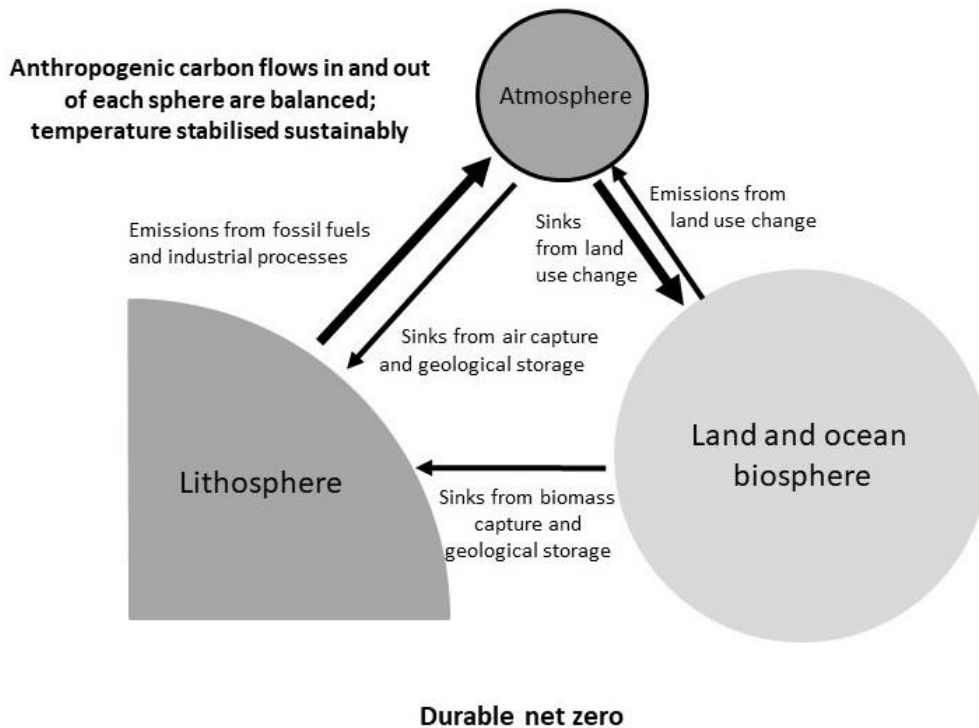 Anthropogenic carbon flows in and out
of each sphere are balanced;
temperature stabilised sustainably
Atmosphere
Emissions from fossil fuels
and industrial processes
Sinks
from land
use change
Emissions from
land use change
Sinks from air capture
and geological storage
Lithosphere
Land and ocean
biosphere
Sinks from biomass
capture and
geological storage
Durable net zero